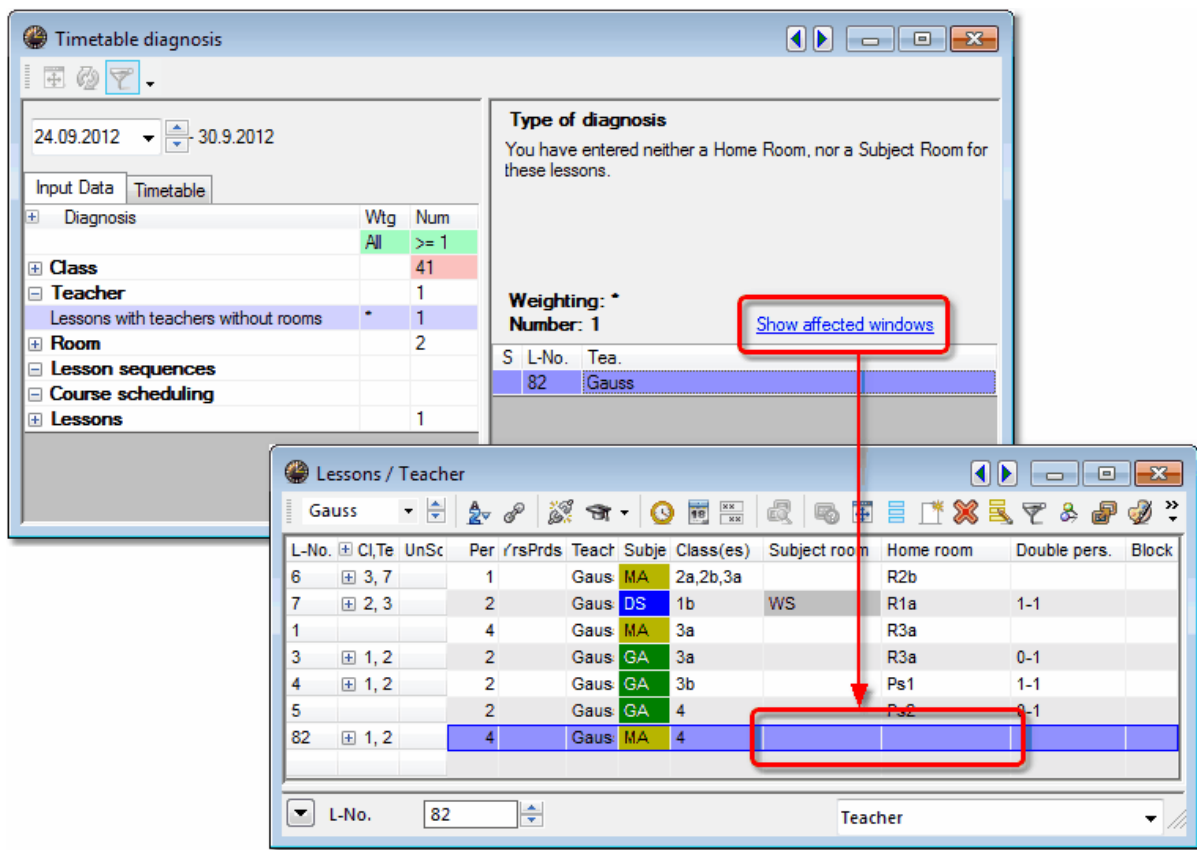 Timetable diagnosis
24.09.2012 - 30.9.2012
Input Data Timetable
Diagnosis Wtg Num
All >= 1
Class 41
Teacher 1
Lessons with teachers without rooms * 1
Room 2
Lesson sequences
Course scheduling
Lessons 1
Type of diagnosis
You have entered neither a Home Room, nor a Subject Room for
these lessons.
Weighting: *
Number: 1
Show affected windows
S L-No. Tea.
82 Gauss
Lessons / Teacher
Gauss
L-No. Cl,Te UnSc Per YrsPrds Teach Subje Class(es) Subject room Home room Double pers. Block
6 3, 7 1 Gaus MA 2a,2b,3a R2b
7 2, 3 2 Gaus DS 1b WS R1a 1-1
1 4 Gaus MA 3a R3a
3 1, 2 2 Gaus GA 3a R3a 0-1
4 1, 2 2 Gaus GA 3b Ps1 1-1
5 2 Gaus GA 4 Ps2 0-1
82 1, 2 4 Gaus MA 4
L-No. 82 Teacher